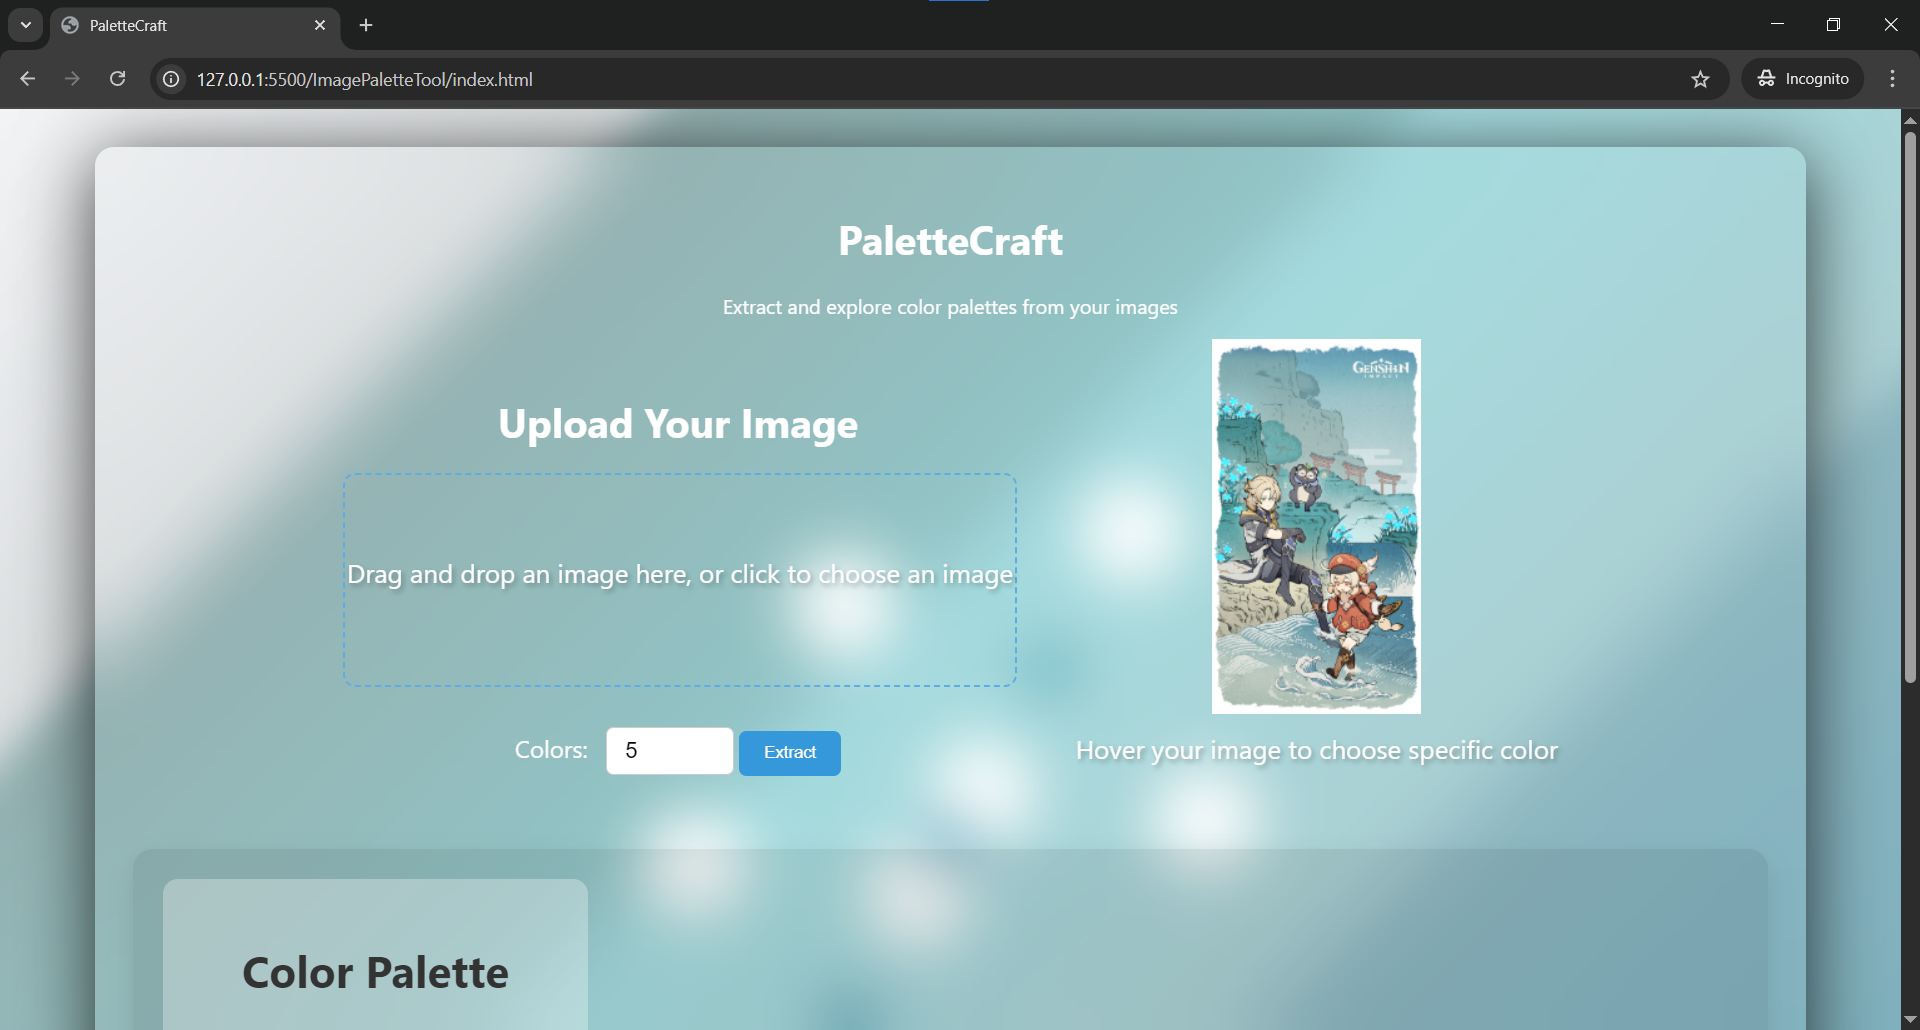 PaletteCraft
127.0.0.1:5500/ImagePaletteTool/index.html
Incognito
PaletteCraft
Extract and explore color palettes from your images
GENSHIN
IMPACT
Upload Your Image
Drag and drop an image here, or click to choose an image
Colors: 5 Extract
Hover your image to choose specific color
Color Palette